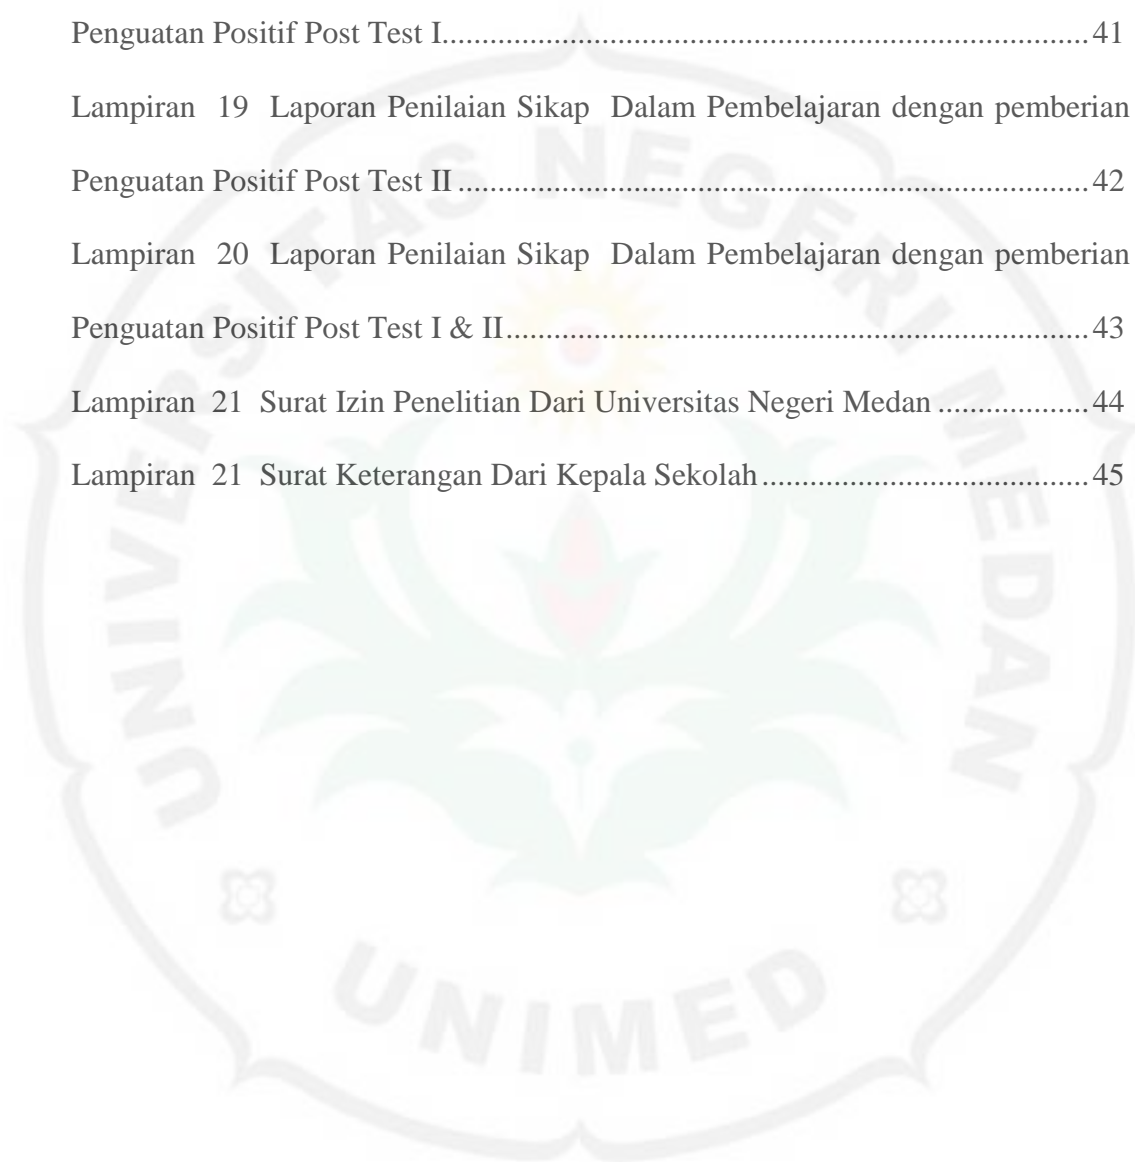 Penguatan Positif Post Test I.................................................................................41
Lampiran 19 Laporan Penilaian Sikap Dalam Pembelajaran dengan pemberian
Penguatan Positif Post Test II ...............................................................................42
Lampiran 20 Laporan Penilaian Sikap Dalam Pembelajaran dengan pemberian
Penguatan Positif Post Test I & II.........................................................................43
Lampiran 21 Surat Izin Penelitian Dari Universitas Negeri Medan ...................44
Lampiran 21 Surat Keterangan Dari Kepala Sekolah.........................................45
UNIVERSITAS NEGERI MEDAN
UNIMED